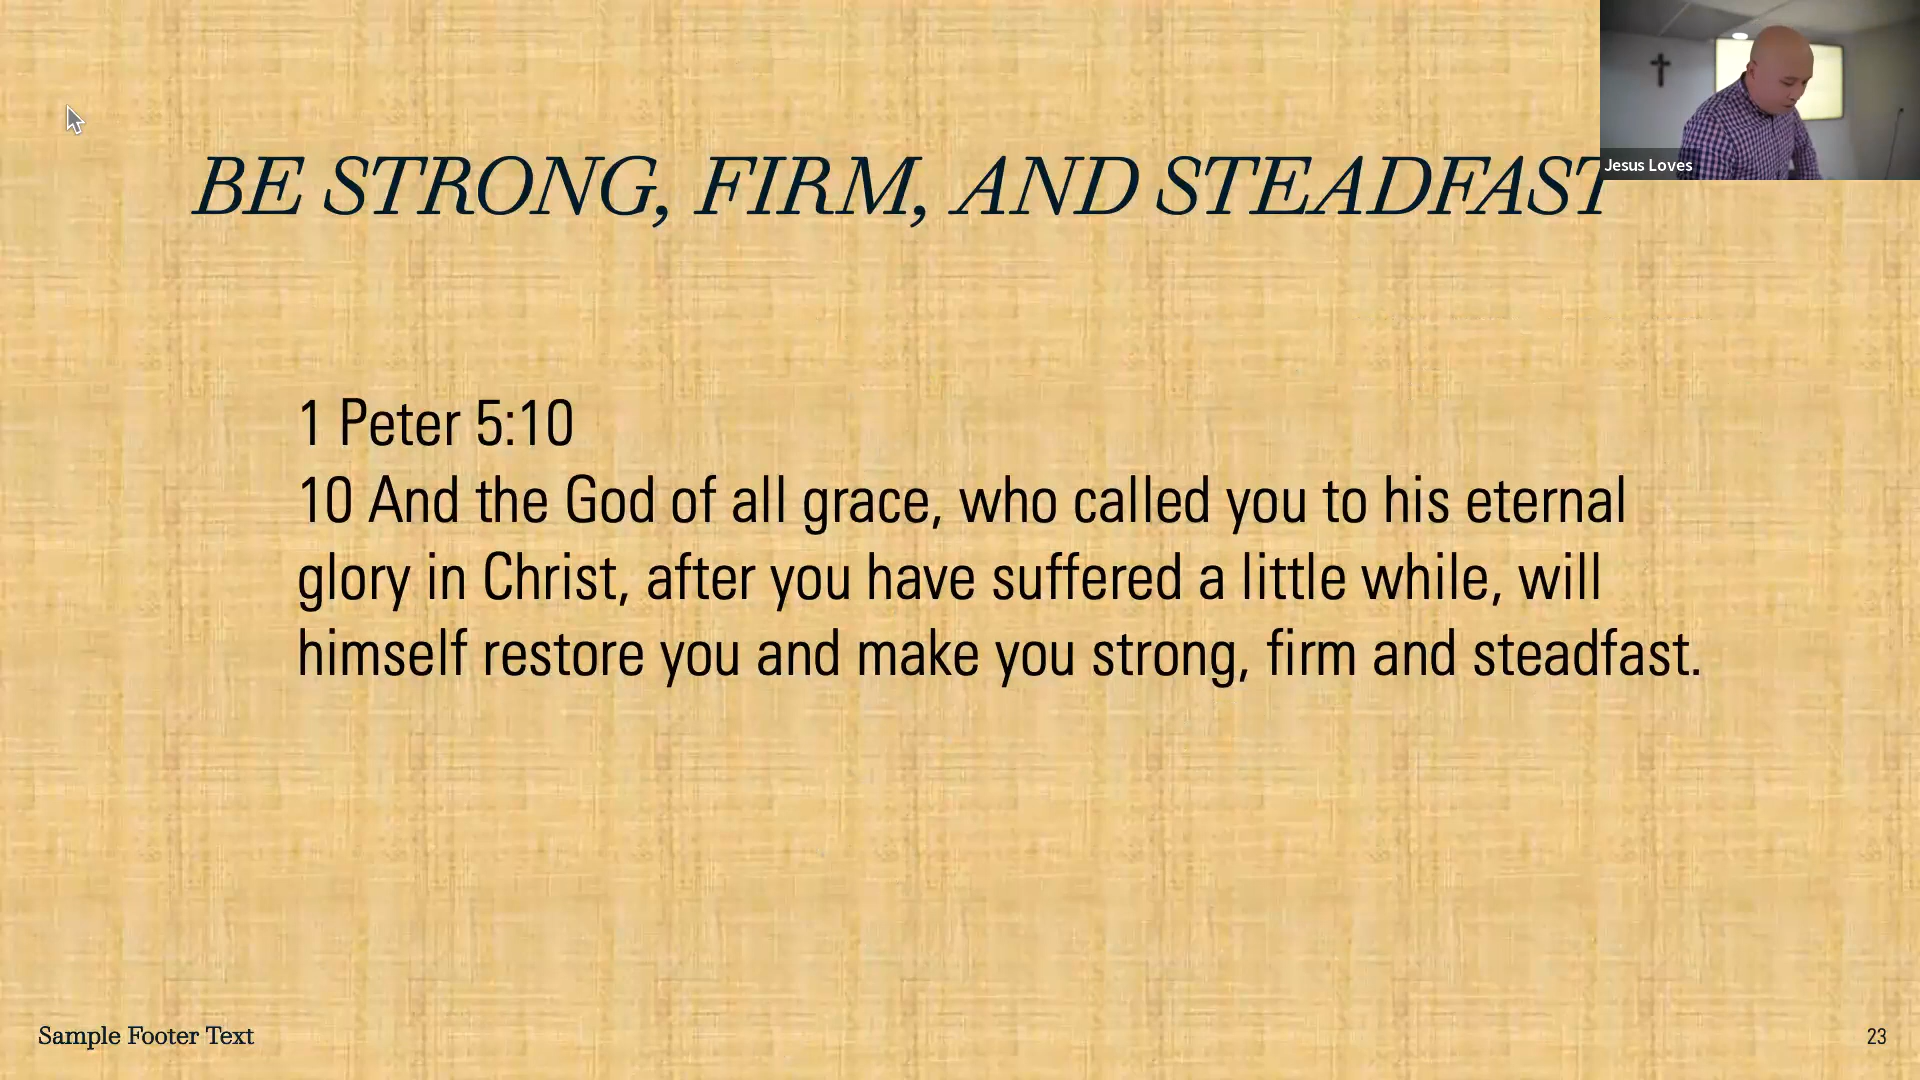 Jesus Loves
BE STRONG, FIRM, AND STEADFAST
1 Peter 5:10
10 And the God of all grace, who called you to his eternal
glory in Christ, after you have suffered a little while, will
himself restore you and make you strong, firm and steadfast.
Sample Footer Text
23